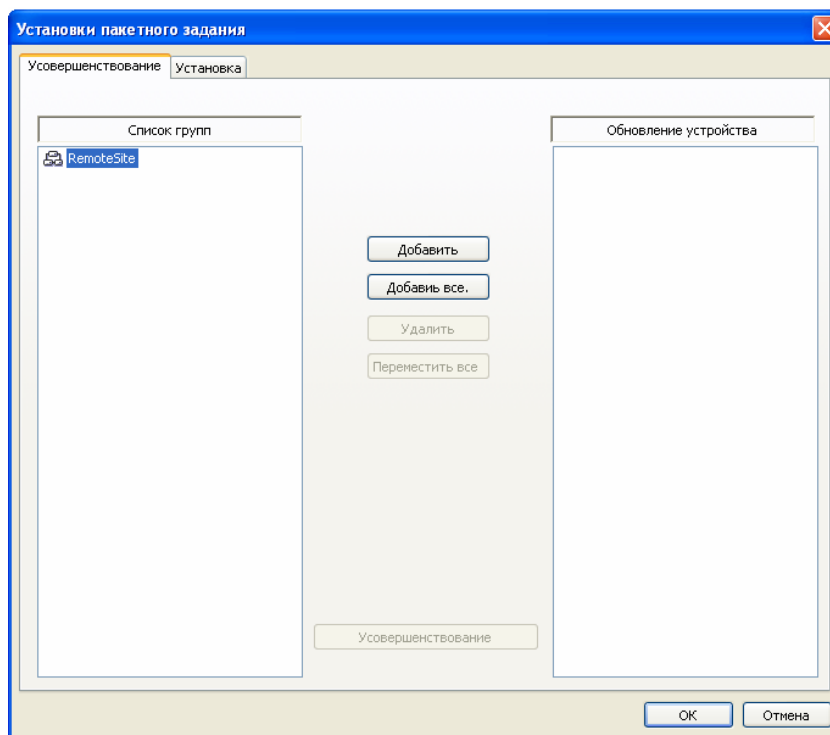 Установки пакетного задания
Усовершенствование
Установка
Список групп
Обновление устройства
RemoteSite
Добавить
Добавиь все.
Удалить
Переместить все
Усовершенствование
OK
Отмена